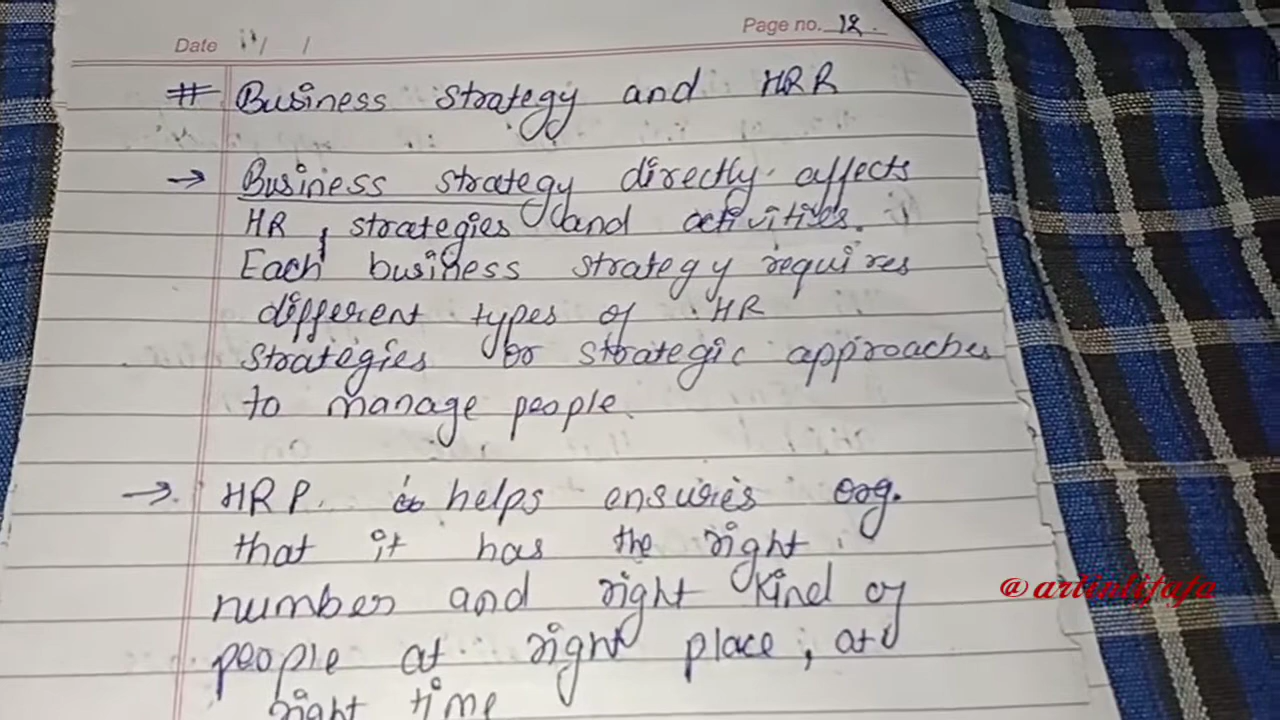 Date / /
Page no. 12.
# Business strategy and HRR
→ Business strategy directly affects
HR, strategies and activities.
Each business strategy requires
different types of HR
strategies or strategic approaches
to manage people.
→ HRP. is helps ensures org.
that it has the right
number and right kind of
people at right place, at
right time
@artinlifafa